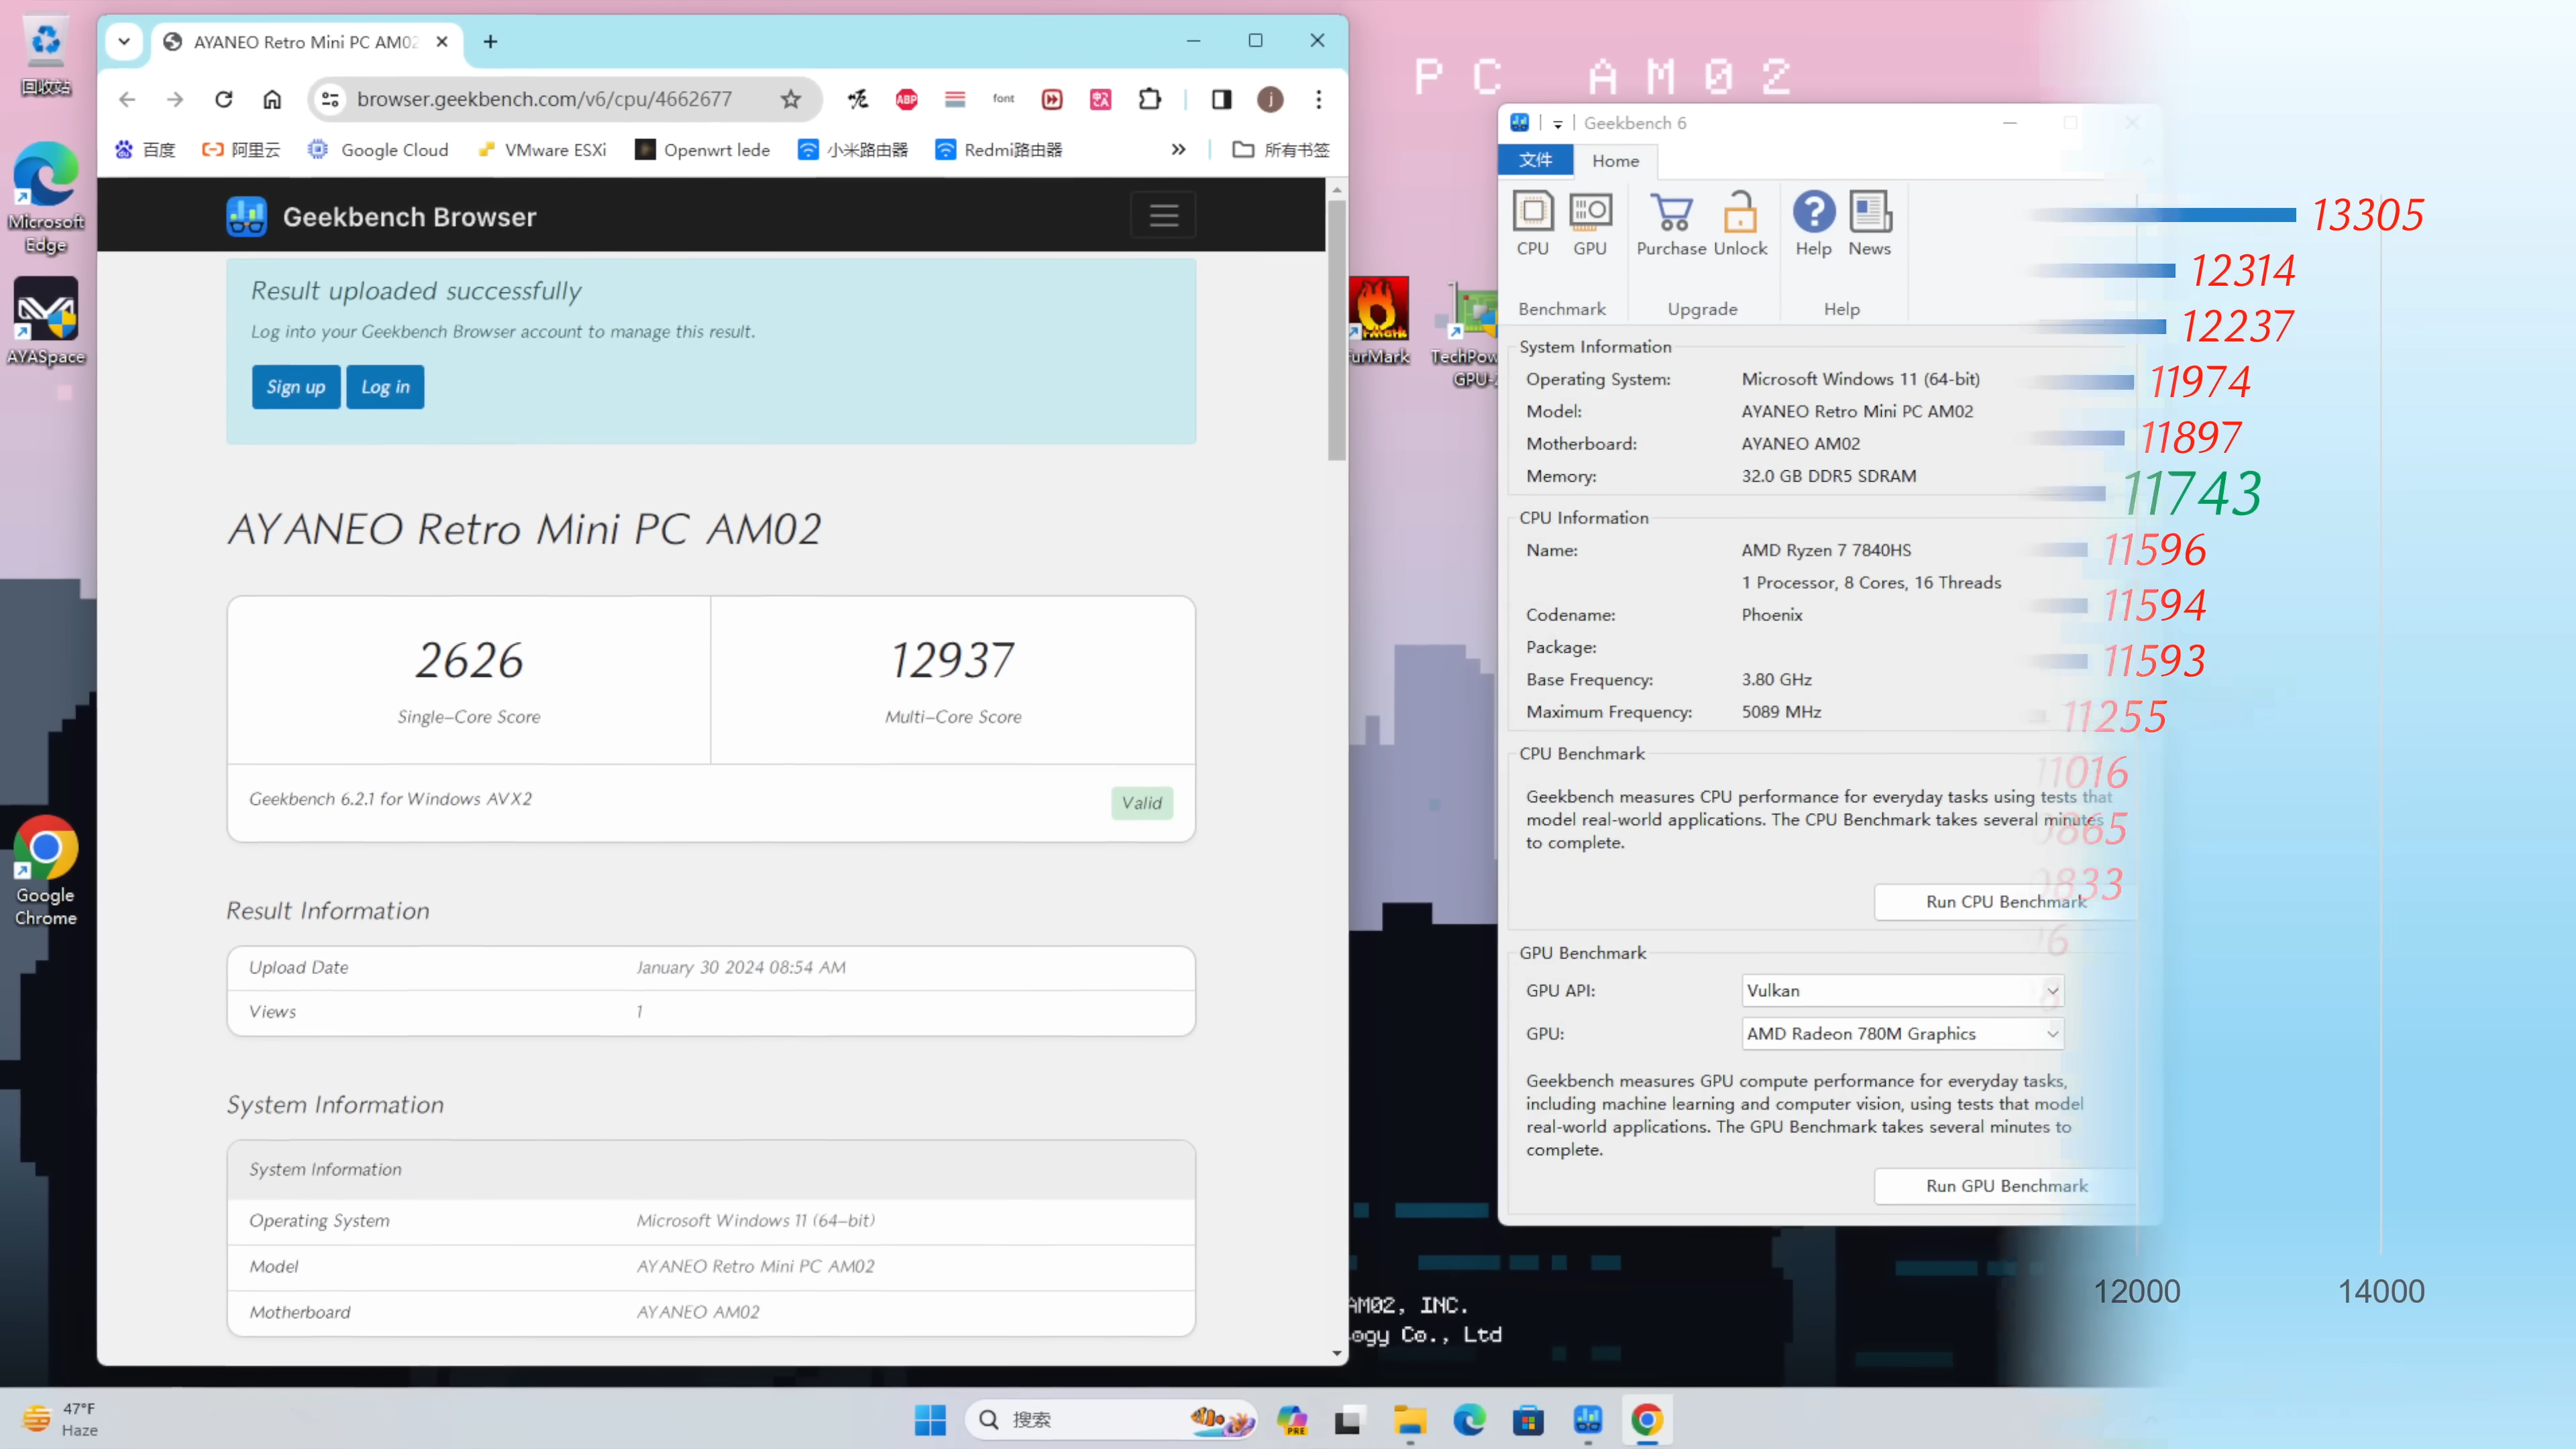 回收站
Microsoft
Edge
AYASpace
Google
Chrome
AYANEO Retro Mini PC AM02
browser.geekbench.com/v6/cpu/4662677
ABP
font
j
百度
阿里云
Google Cloud
VMware ESXi
Openwrt lede
小米路由器
Redmi路由器
所有书签
Geekbench Browser
Result uploaded successfully
Log into your Geekbench Browser account to manage this result.
Sign up
Log in
AYANEO Retro Mini PC AM02
2626
Single-Core Score
12937
Multi-Core Score
Geekbench 6.2.1 for Windows AVX2
Valid
Result Information
Upload Date January 30 2024 08:54 AM
Views 1
System Information
System Information
Operating System Microsoft Windows 11 (64-bit)
Model AYANEO Retro Mini PC AM02
Motherboard AYANEO AM02
PC AM02
urMark
TechPow
GPU-
AM02, INC.
ogy Co., Ltd
Geekbench 6
文件
Home
CPU
GPU
Purchase
Unlock
Help
News
Benchmark
Upgrade
Help
System Information
Operating System: Microsoft Windows 11 (64-bit)
Model: AYANEO Retro Mini PC AM02
Motherboard: AYANEO AM02
Memory: 32.0 GB DDR5 SDRAM
CPU Information
Name: AMD Ryzen 7 7840HS
1 Processor, 8 Cores, 16 Threads
Codename: Phoenix
Package:
Base Frequency: 3.80 GHz
Maximum Frequency: 5089 MHz
CPU Benchmark
Geekbench measures CPU performance for everyday tasks using tests that
model real-world applications. The CPU Benchmark takes several minutes
to complete.
Run CPU Benchmark
GPU Benchmark
GPU API: Vulkan
GPU: AMD Radeon 780M Graphics
Geekbench measures GPU compute performance for everyday tasks,
including machine learning and computer vision, using tests that model
real-world applications. The GPU Benchmark takes several minutes to
complete.
Run GPU Benchmark
13305
12314
12237
11974
11897
11743
11596
11594
11593
11255
11016
865
833
12000
14000
47°F
Haze
搜索
PRE